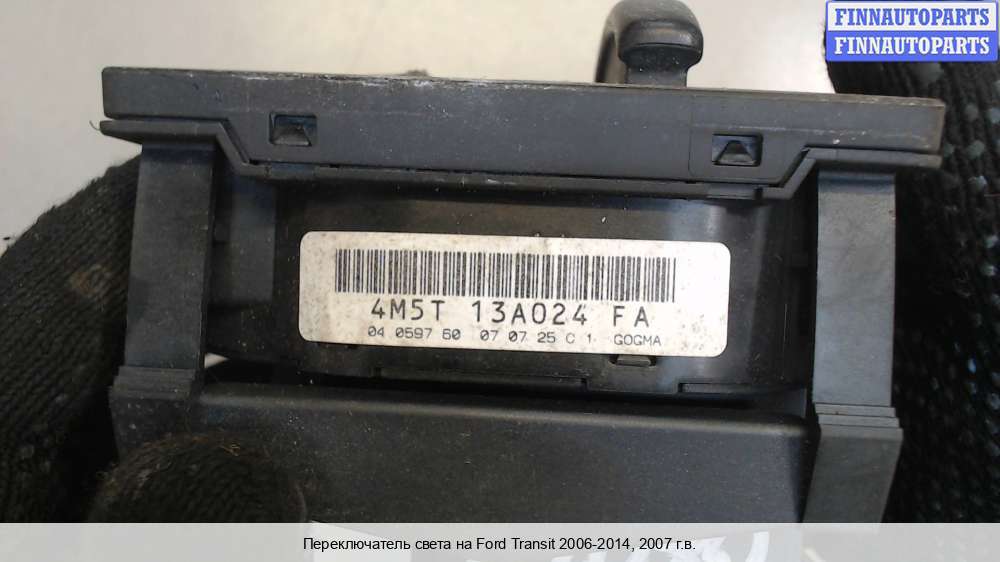 FINNAUTOPARTS
FINNAUTOPARTS
4M5T 13A024 FA
04 0597 60 07 07 25 C 1 GOGMA
Переключатель света на Ford Transit 2006-2014, 2007 г.в.